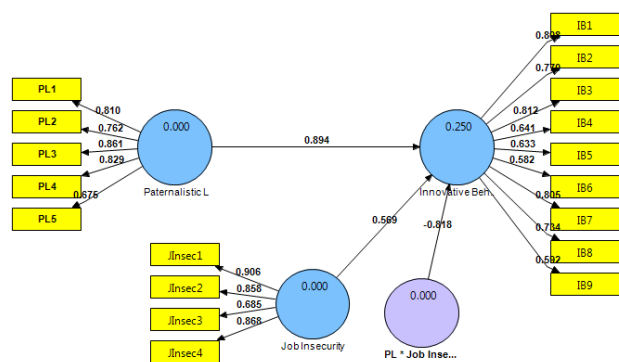 IB1
0.808
IB2
0.770
PL1
IB3
0.810
0.812
PL2
0.000
0.250
IB4
0.762
0.641
PL3
0.894
IB5
0.861
0.633
PL4
IB6
0.829
0.582
Paternalistic L
Innovative Beh..
PL5
0.675
IB7
0.805
0.569
-0.818
IB8
0.734
JInsec1
0.906
IB9
0.592
JInsec2
0.858
0.000
0.000
JInsec3
0.685
JInsec4
0.868
Job Insecurity
PL * Job Inse...